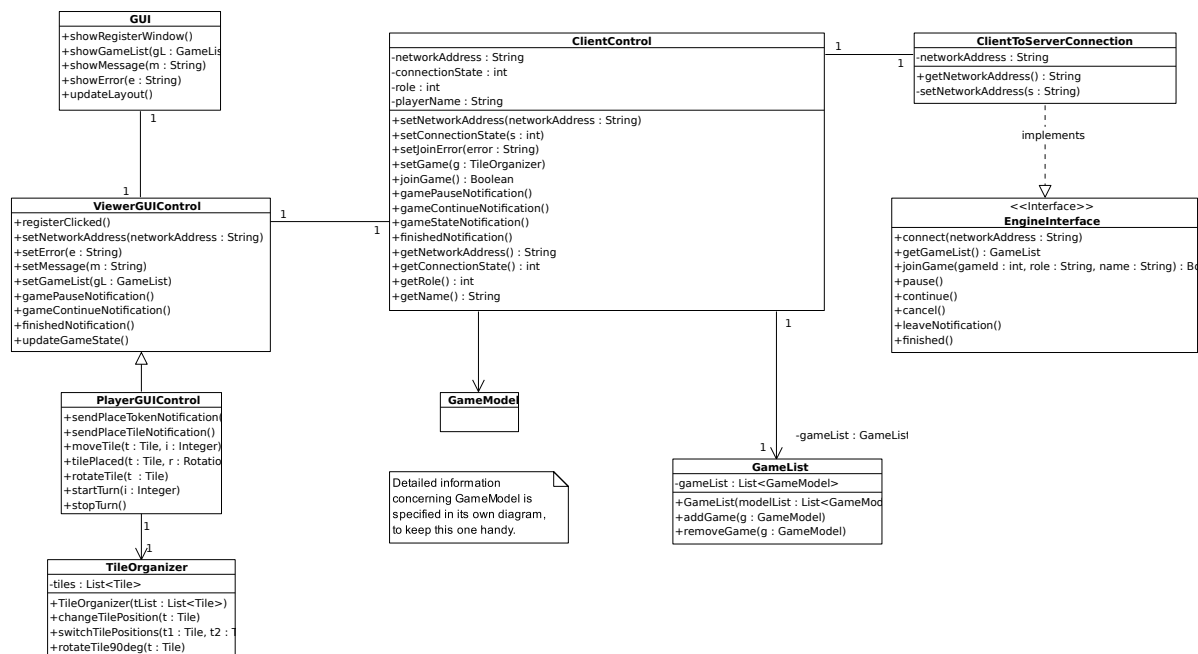 GUI
+showRegisterWindow()
+showGameList(gL : GameLis
+showMessage(m : String)
+showError(e : String)
+updateLayout()
1
1
ViewerGUIControl
+registerClicked()
+setNetworkAddress(networkAddress : String)
+setError(e : String)
+setMessage(m : String)
+setGameList(gL : GameList)
+gamePauseNotification()
+gameContinueNotification()
+finishedNotification()
+updateGameState()
1
1
PlayerGUIControl
+sendPlaceTokenNotification(
+sendPlaceTileNotification()
+moveTile(t : Tile, i : Integer)
+tilePlaced(t : Tile, r : Rotatio
+rotateTile(t : Tile)
+startTurn(i : Integer)
+stopTurn()
1
1
TileOrganizer
-tiles : List<Tile>
+TileOrganizer(tList : List<Tile>)
+changeTilePosition(t : Tile)
+switchTilePositions(t1 : Tile, t2 : T
+rotateTile90deg(t : Tile)
ClientControl
-networkAddress : String
-connectionState : int
-role : int
-playerName : String
+setNetworkAddress(networkAddress : String)
+setConnectionState(s : int)
+setJoinError(error : String)
+setGame(g : TileOrganizer)
+joinGame() : Boolean
+gamePauseNotification()
+gameContinueNotification()
+gameStateNotification()
+finishedNotification()
+getNetworkAddress() : String
+getConnectionState() : int
+getRole() : int
+getName() : String
1
1
ClientToServerConnection
-networkAddress : String
+getNetworkAddress() : String
-setNetworkAddress(s : String)
implements
<<Interface>>
EngineInterface
+connect(networkAddress : String)
+getGameList() : GameList
+joinGame(gameId : int, role : String, name : String) : Bo
+pause()
+continue()
+cancel()
+leaveNotification()
+finished()
GameModel
Detailed information
concerning GameModel is
specified in its own diagram,
to keep this one handy.
1
-gameList : GameList
1
GameList
-gameList : List<GameModel>
+GameList(modelList : List<GameMod
+addGame(g : GameModel)
+removeGame(g : GameModel)